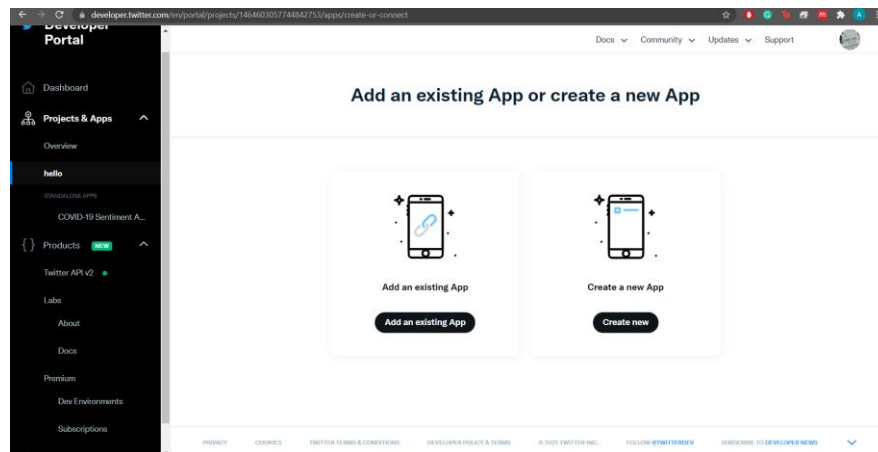 developer.twitter.com/en/portal/projects/1464603057744842753/apps/create-or-connect
Developer
Portal
Docs Community Updates Support
Dashboard
Projects & Apps
Overview
hello
STANDALONE APPS
COVID-19 Sentiment A...
Products NEW
Twitter API v2
Labs
About
Docs
Premium
Dev Environments
Subscriptions
Add an existing App or create a new App
Add an existing App
Add an existing App
Create a new App
Create new
PRIVACY COOKIES TWITTER TERMS & CONDITIONS DEVELOPER POLICY & TERMS © 2021 TWITTER INC. FOLLOW @TWITTERDEV SUBSCRIBE TO DEVELOPER NEWS